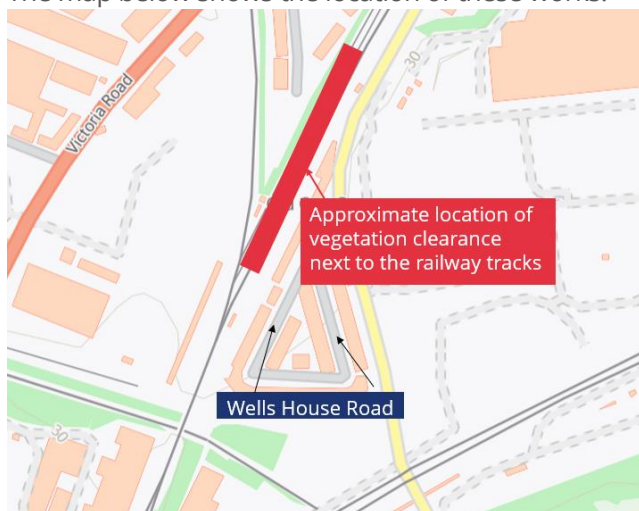 The map below shows the location of these works.
30
Victoria Road
Approximate location of
vegetation clearance
next to the railway tracks
Wells House Road
30